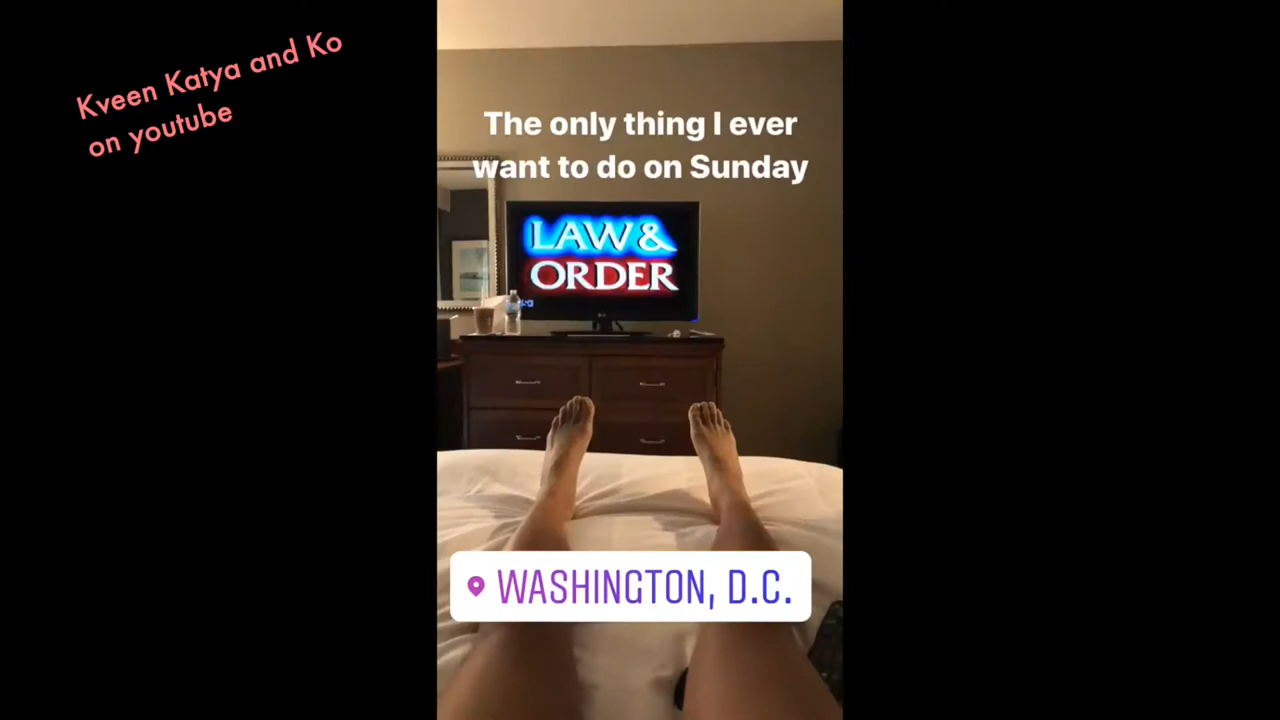 Kveen Katya and Ko
on youtube
The only thing I ever
want to do on Sunday
LAW &
ORDER
WASHINGTON, D.C.